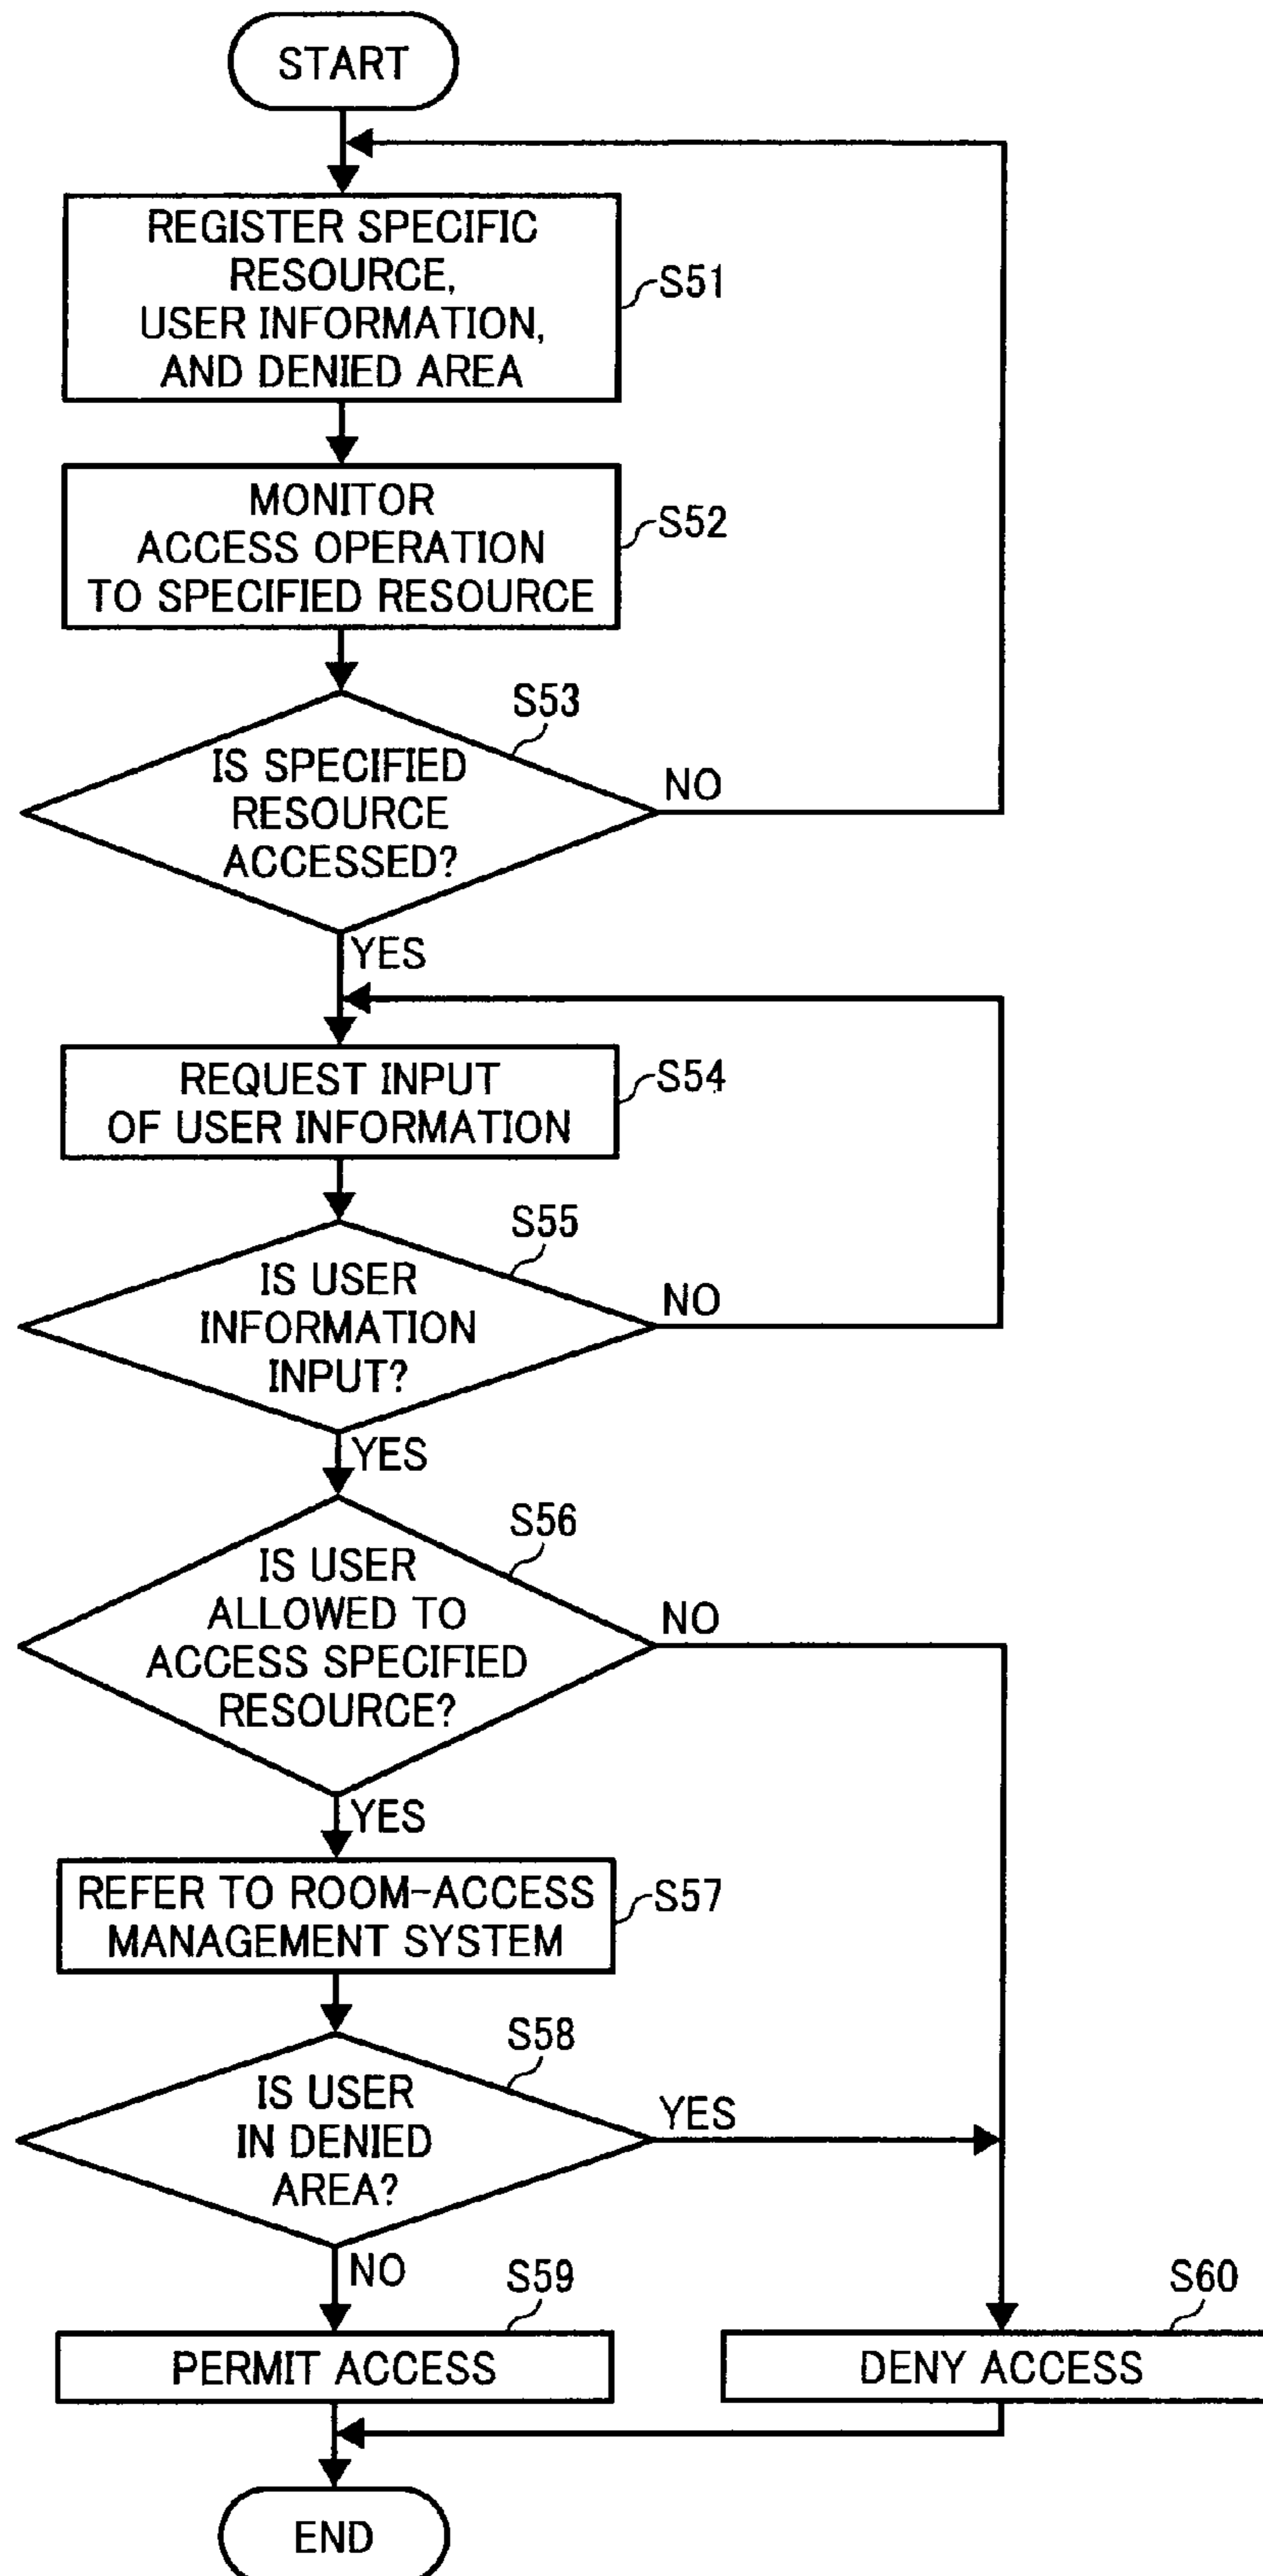 START
REGISTER SPECIFIC
RESOURCE,
USER INFORMATION,
AND DENIED AREA
S51
MONITOR
ACCESS OPERATION
TO SPECIFIED RESOURCE
S52
S53
IS SPECIFIED
RESOURCE
ACCESSED?
NO
YES
REQUEST INPUT
OF USER INFORMATION
S54
S55
IS USER
INFORMATION
INPUT?
NO
YES
S56
IS USER
ALLOWED TO
ACCESS SPECIFIED
RESOURCE?
NO
YES
REFER TO ROOM-ACCESS
MANAGEMENT SYSTEM
S57
S58
IS USER
IN DENIED
AREA?
YES
NO
S59
PERMIT ACCESS
S60
DENY ACCESS
END